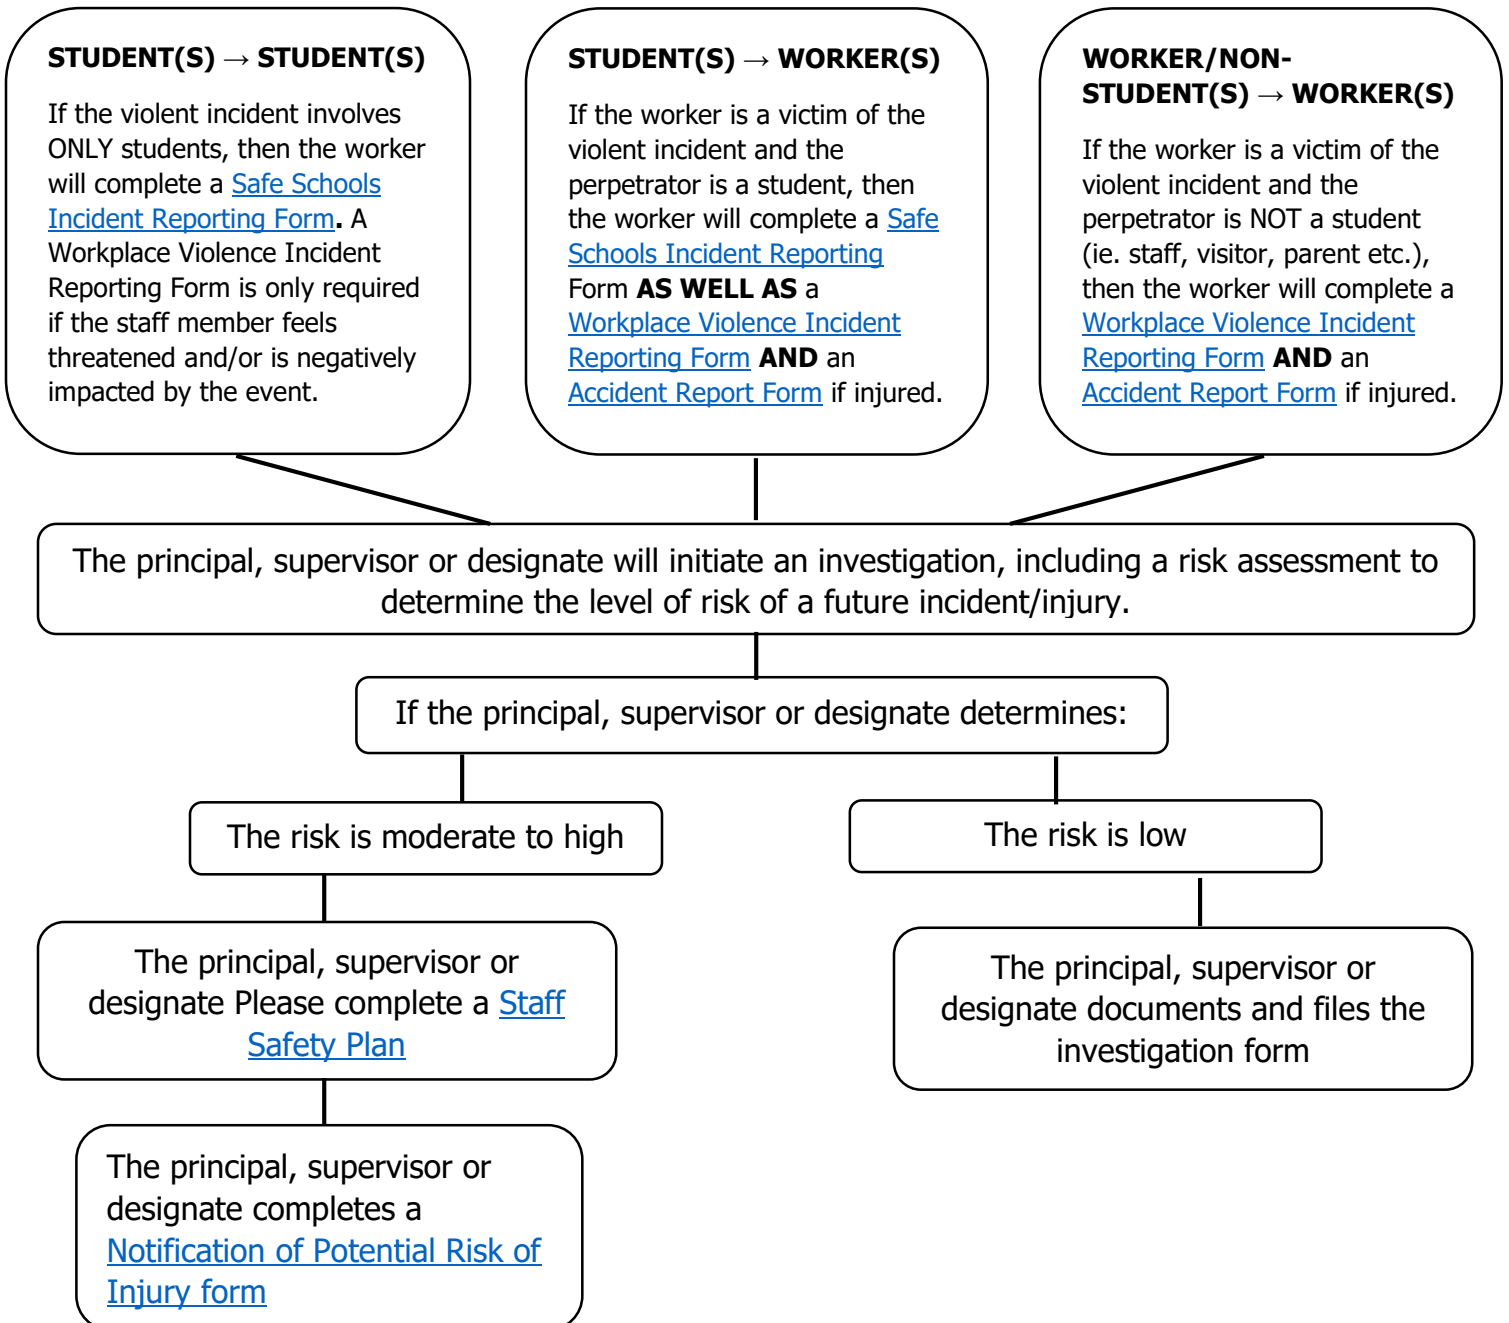 STUDENT(S) → STUDENT(S)
If the violent incident involves
ONLY students, then the worker
will complete a Safe Schools
Incident Reporting Form. A
Workplace Violence Incident
Reporting Form is only required
if the staff member feels
threatened and/or is negatively
impacted by the event.
STUDENT(S) → WORKER(S)
If the worker is a victim of the
violent incident and the
perpetrator is a student, then
the worker will complete a Safe
Schools Incident Reporting
Form AS WELL AS a
Workplace Violence Incident
Reporting Form AND an
Accident Report Form if injured.
WORKER/NON-
STUDENT(S) → WORKER(S)
If the worker is a victim of the
violent incident and the
perpetrator is NOT a student
(ie. staff, visitor, parent etc.),
then the worker will complete a
Workplace Violence Incident
Reporting Form AND an
Accident Report Form if injured.
The principal, supervisor or designate will initiate an investigation, including a risk assessment to
determine the level of risk of a future incident/injury.
If the principal, supervisor or designate determines:
The risk is moderate to high
The principal, supervisor or
designate Please complete a Staff
Safety Plan
The principal, supervisor or
designate completes a
Notification of Potential Risk of
Injury form
The risk is low
The principal, supervisor or
designate documents and files the
investigation form